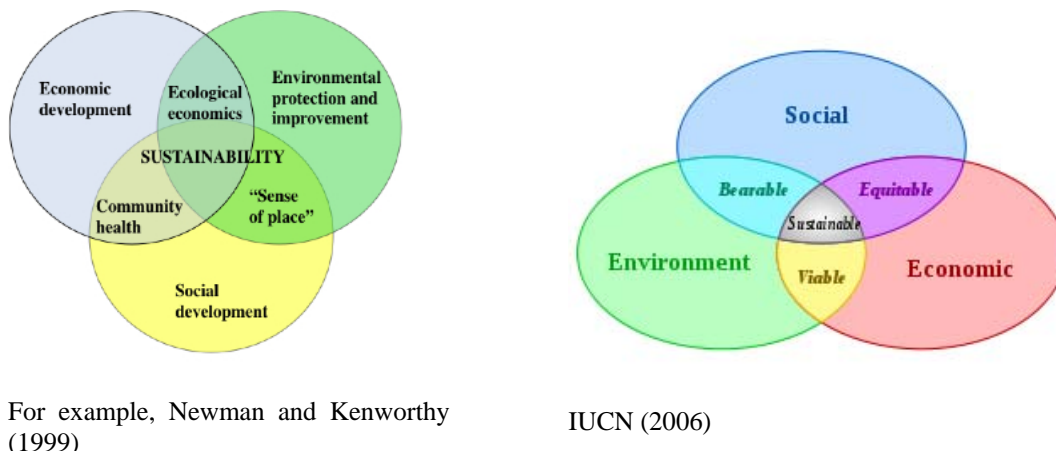 Economic
development
Ecological
economics
Environmental
protection and
improvement
SUSTAINABILITY
Community
health
“Sense
of place”
Social
development
Social
Bearable
Equitable
Sustainable
Environment
Viable
Economic
For example, Newman and Kenworthy
(1999)
IUCN (2006)